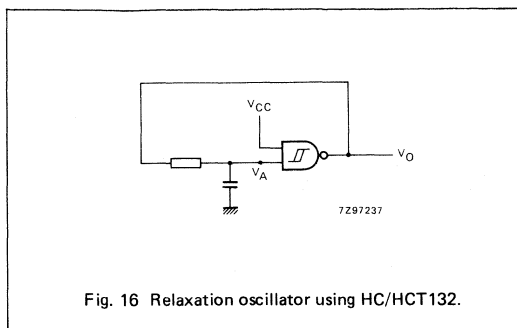 VCC
VA
VO
7Z97237
Fig. 16 Relaxation oscillator using HC/HCT132.